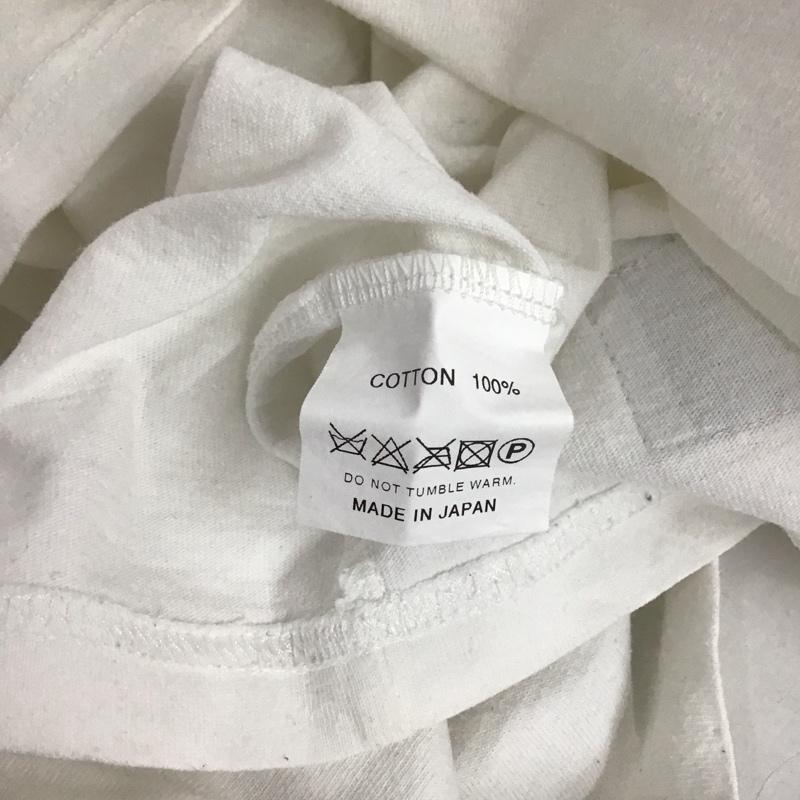 COTTON 100%
P
DO NOT TUMBLE WARM.
MADE IN JAPAN